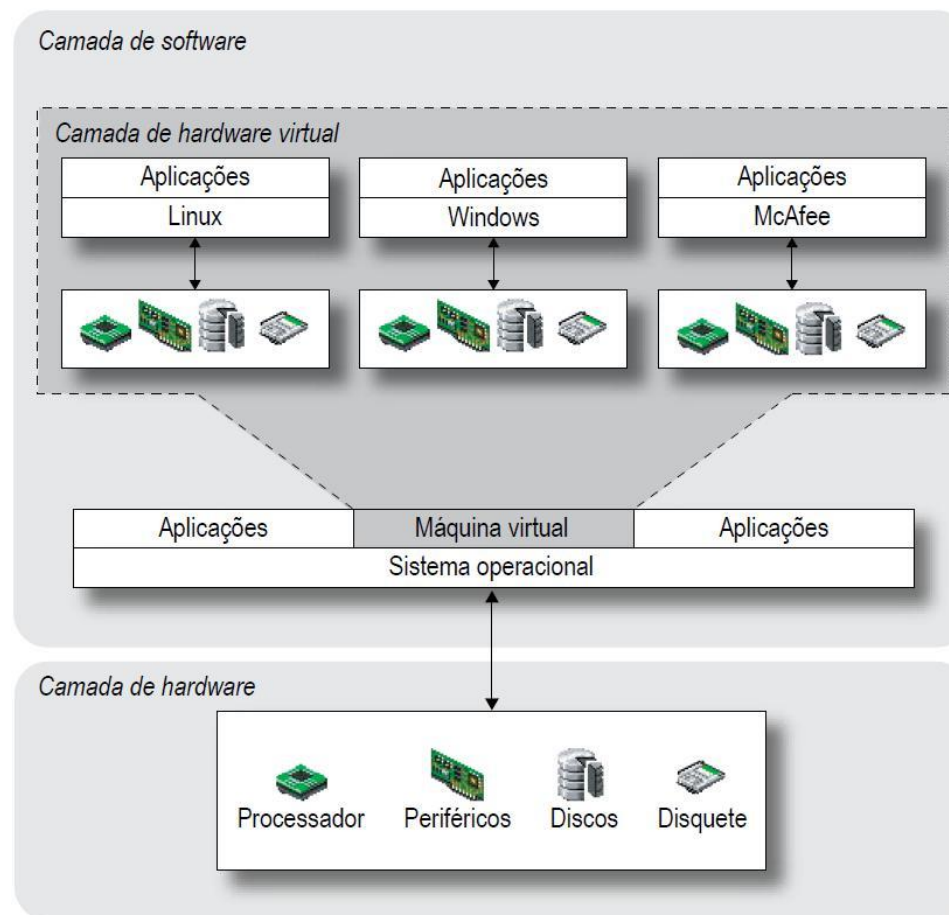 Camada de software
Camada de hardware virtual
Aplicações
Linux
Aplicações
Windows
Aplicações
McAfee
Aplicações
Máquina virtual
Aplicações
Sistema operacional
Camada de hardware
Processador
Periféricos
Discos
Disquete